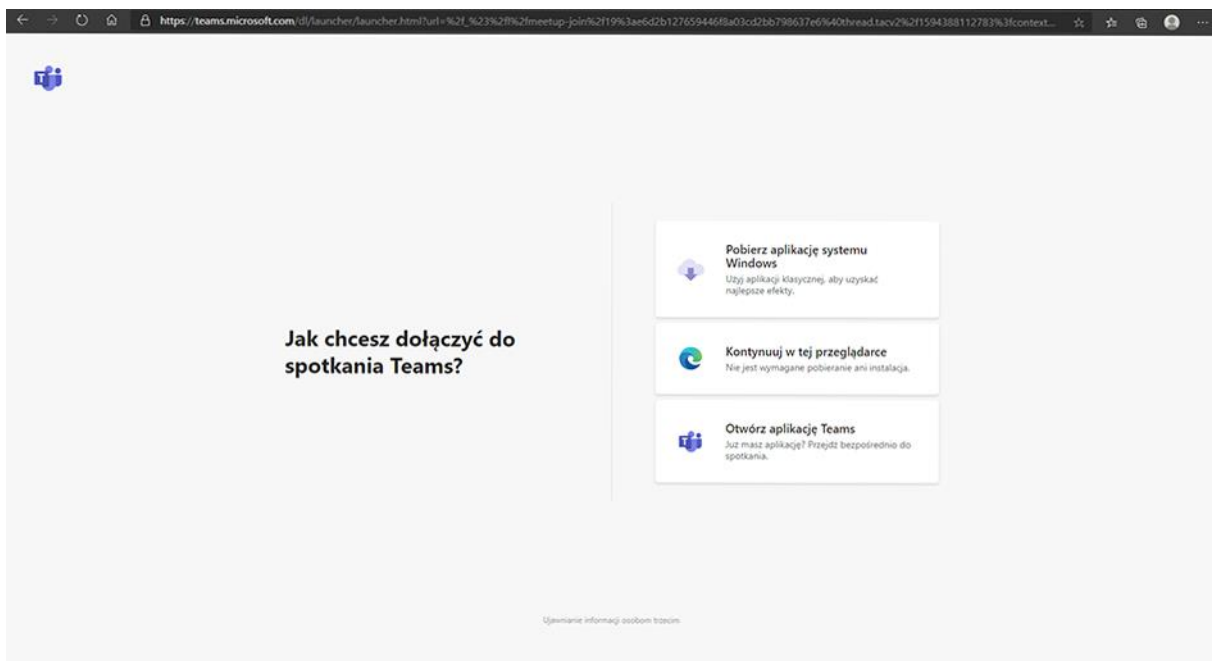 https://teams.microsoft.com/dl/launcher/launcher.html?url=%2f_%23%2fl%2fmeetup-join%2f19%3ae6d2b127659446f8a03cd2bb798637e6%40thread.tacv2%2f1594388112783%3fcontext...
Jak chcesz dołączyć do
spotkania Teams?
Pobierz aplikację systemu
Windows
Użyj aplikacji klasycznej, aby uzyskać
najlepsze efekty.
Kontynuuj w tej przeglądarce
Nie jest wymagane pobieranie ani instalacja.
Otwórz aplikację Teams
Już masz aplikację? Przejdź bezpośrednio do
spotkania.
Ujawnianie informacji osobom trzecim